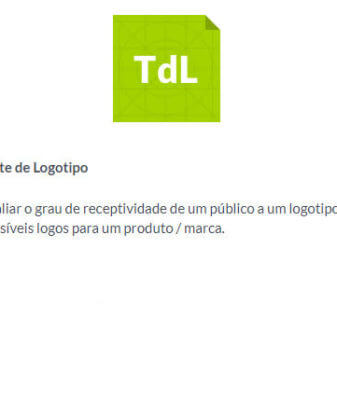 TdL
te de Logotipo
liar o grau de receptividade de um público a um logotipo
síveis logos para um produto / marca.